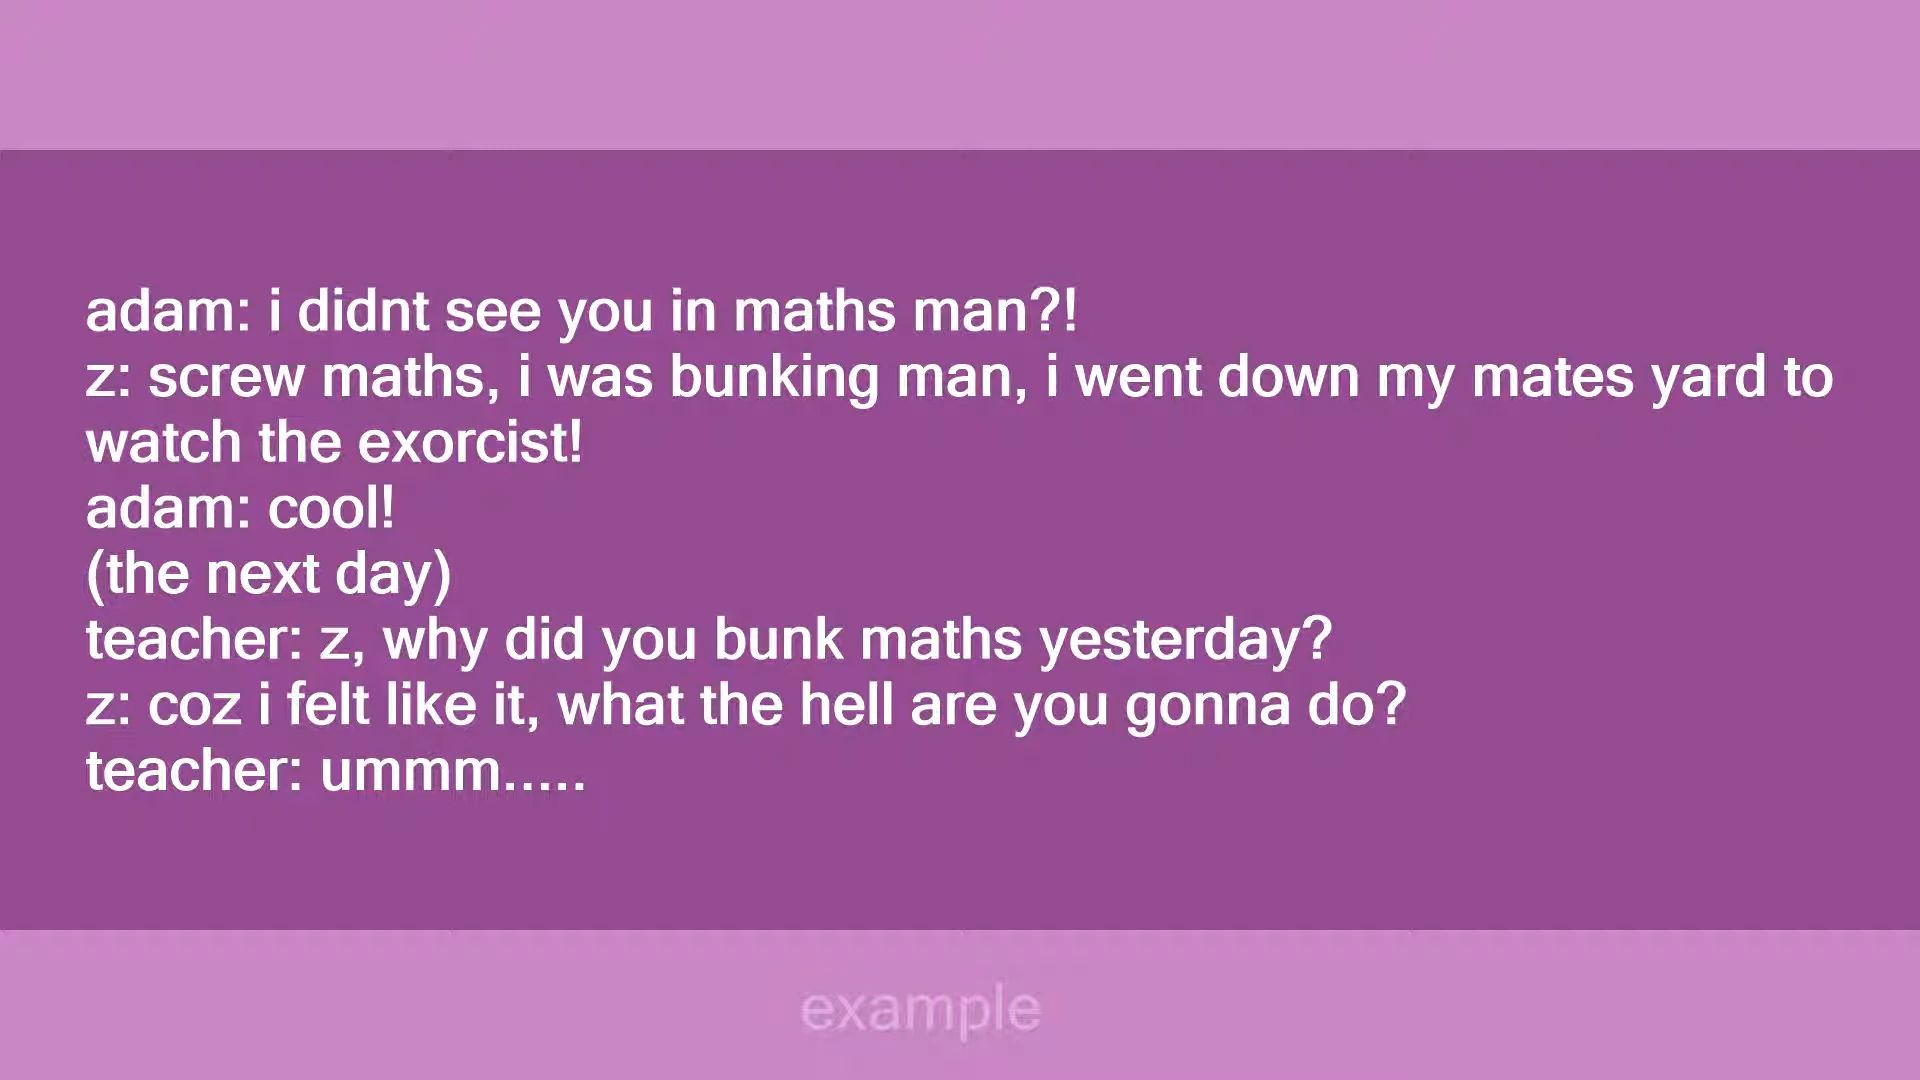 adam: i didnt see you in maths man?!
z: screw maths, i was bunking man, i went down my mates yard to
watch the exorcist!
adam: cool!
(the next day)
teacher: z, why did you bunk maths yesterday?
z: coz i felt like it, what the hell are you gonna do?
teacher: ummm.....
example